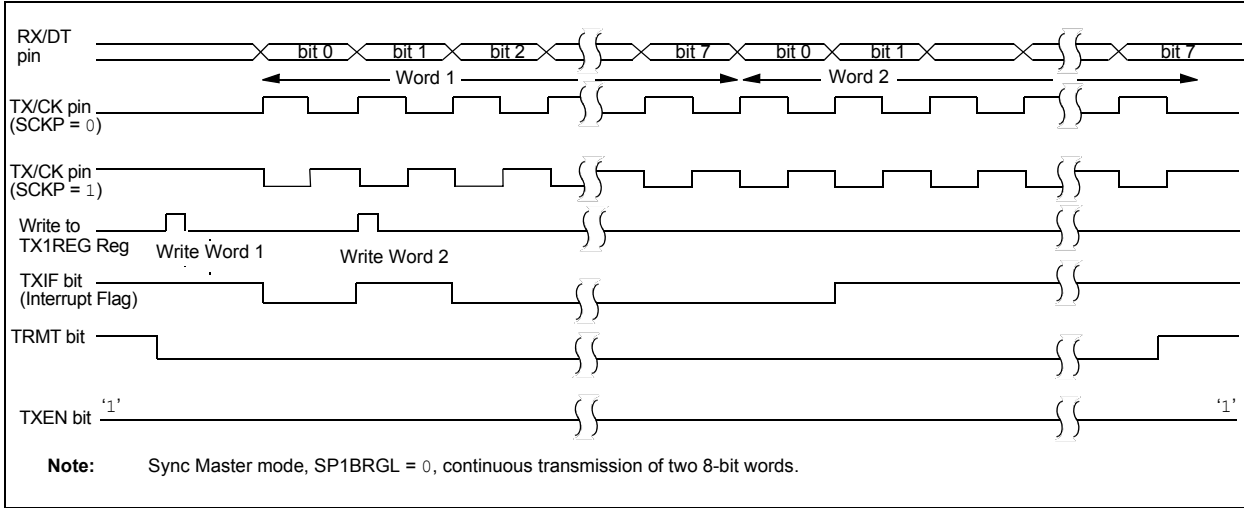 RX/DT
pin
bit 0 bit 1 bit 2 bit 7 bit 0 bit 1 bit 7
Word 1 Word 2
TX/CK pin
(SCKP = 0)
TX/CK pin
(SCKP = 1)
Write to
TX1REG Reg
Write Word 1 Write Word 2
TXIF bit
(Interrupt Flag)
TRMT bit
‘1’ ‘1’
TXEN bit
Note: Sync Master mode, SP1BRGL = 0, continuous transmission of two 8-bit words.